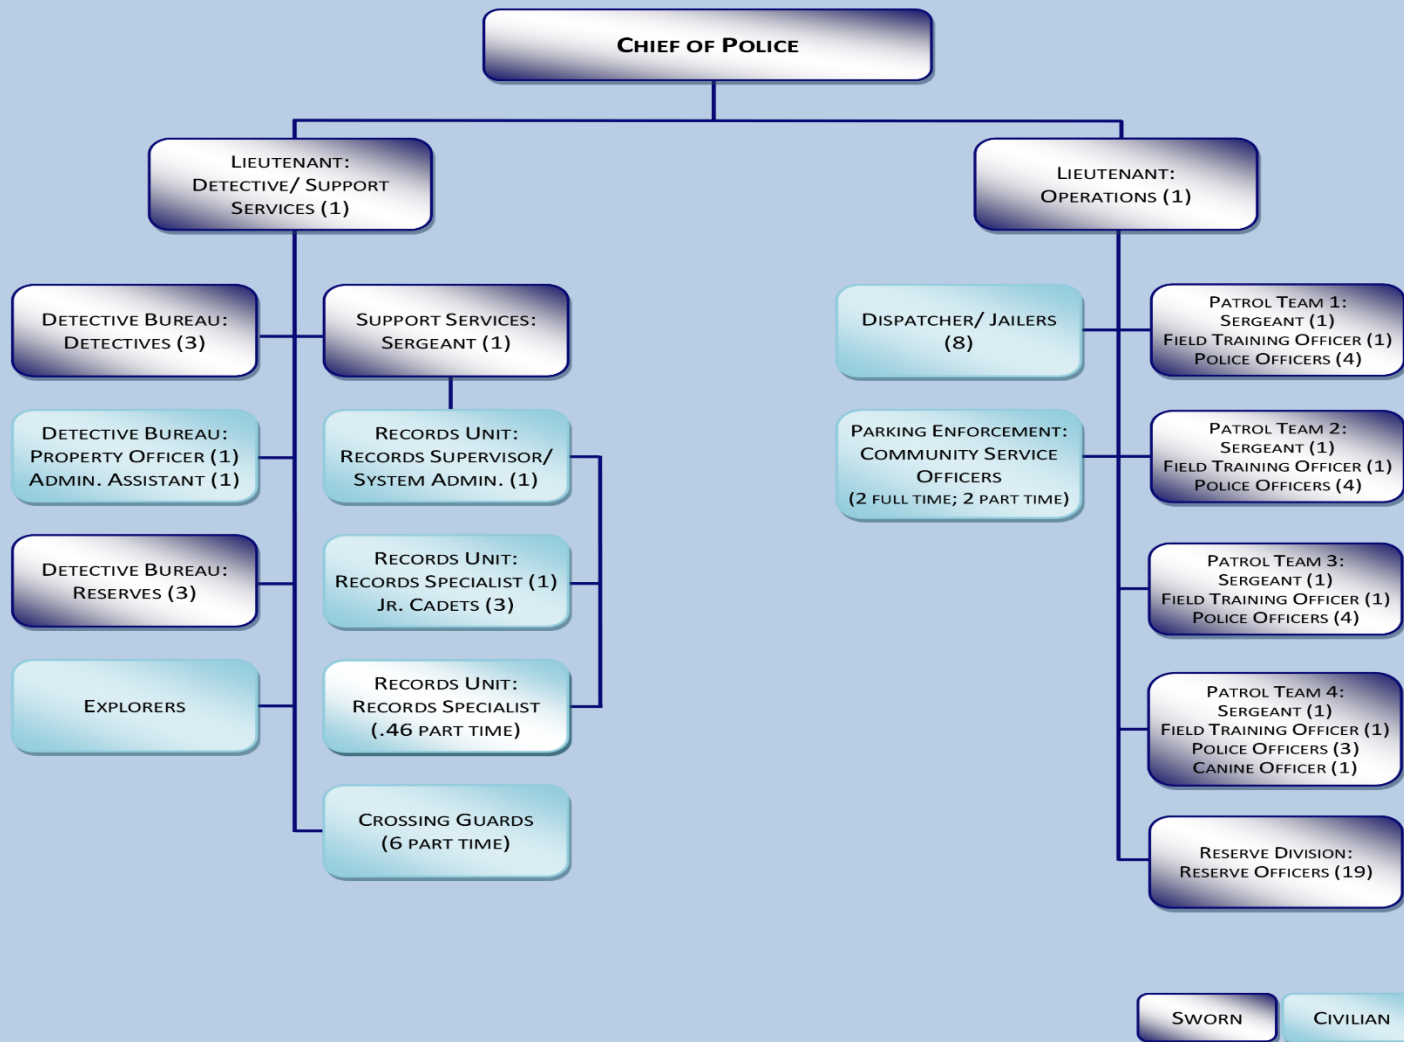 CHIEF OF POLICE
LIEUTENANT:
DETECTIVE/ SUPPORT
SERVICES (1)
LIEUTENANT:
OPERATIONS (1)
DETECTIVE BUREAU:
DETECTIVES (3)
SUPPORT SERVICES:
SERGEANT (1)
DETECTIVE BUREAU:
PROPERTY OFFICER (1)
ADMIN. ASSISTANT (1)
RECORDS UNIT:
RECORDS SUPERVISOR/
SYSTEM ADMIN. (1)
DETECTIVE BUREAU:
RESERVES (3)
RECORDS UNIT:
RECORDS SPECIALIST (1)
JR. CADETS (3)
EXPLORERS
RECORDS UNIT:
RECORDS SPECIALIST
(.46 PART TIME)
CROSSING GUARDS
(6 PART TIME)
DISPATCHER/ JAILERS
(8)
PATROL TEAM 1:
SERGEANT (1)
FIELD TRAINING OFFICER (1)
POLICE OFFICERS (4)
PARKING ENFORCEMENT:
COMMUNITY SERVICE
OFFICERS
(2 FULL TIME; 2 PART TIME)
PATROL TEAM 2:
SERGEANT (1)
FIELD TRAINING OFFICER (1)
POLICE OFFICERS (4)
PATROL TEAM 3:
SERGEANT (1)
FIELD TRAINING OFFICER (1)
POLICE OFFICERS (4)
PATROL TEAM 4:
SERGEANT (1)
FIELD TRAINING OFFICER (1)
POLICE OFFICERS (3)
CANINE OFFICER (1)
RESERVE DIVISION:
RESERVE OFFICERS (19)
SWORN
CIVILIAN